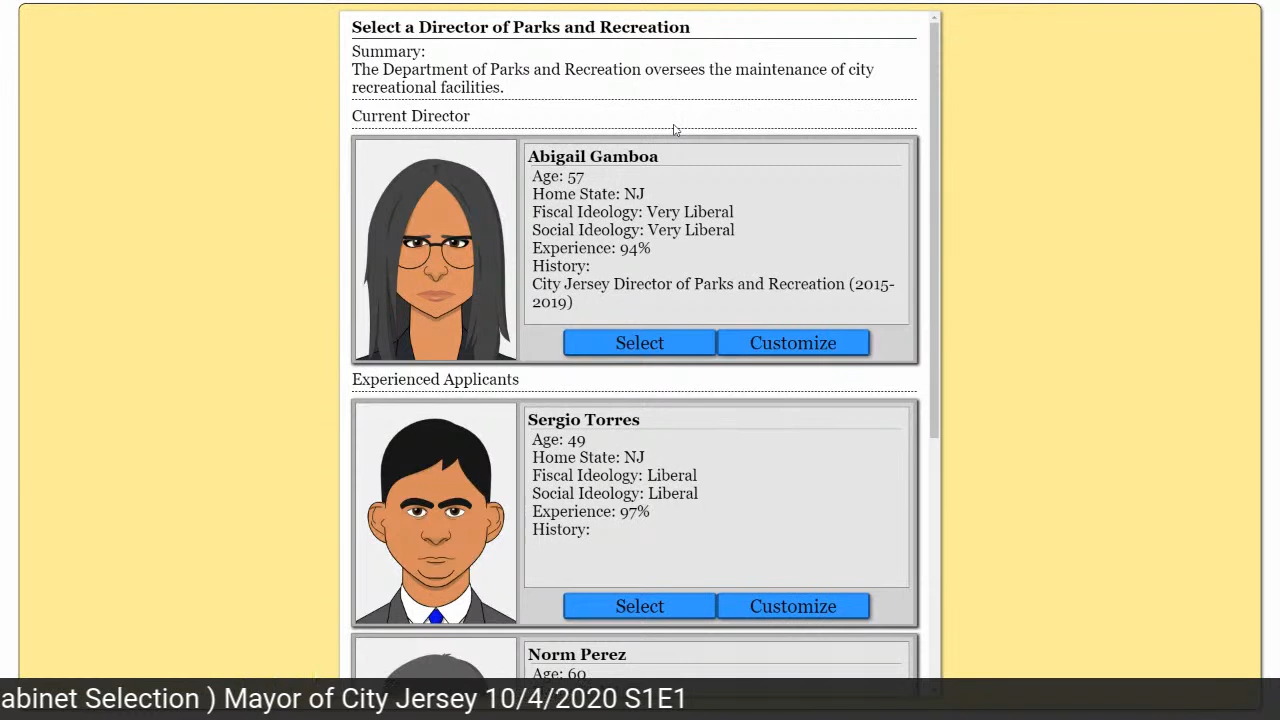 Select a Director of Parks and Recreation
Summary:
The Department of Parks and Recreation oversees the maintenance of city
recreational facilities.
Current Director
Abigail Gamboa
Age: 57
Home State: NJ
Fiscal Ideology: Very Liberal
Social Ideology: Very Liberal
Experience: 94%
History:
City Jersey Director of Parks and Recreation (2015-
2019)
Select
Customize
Experienced Applicants
Sergio Torres
Age: 49
Home State: NJ
Fiscal Ideology: Liberal
Social Ideology: Liberal
Experience: 97%
History:
Select
Customize
Norm Perez
Age: 60
abinet Selection ) Mayor of City Jersey 10/4/2020 S1E1